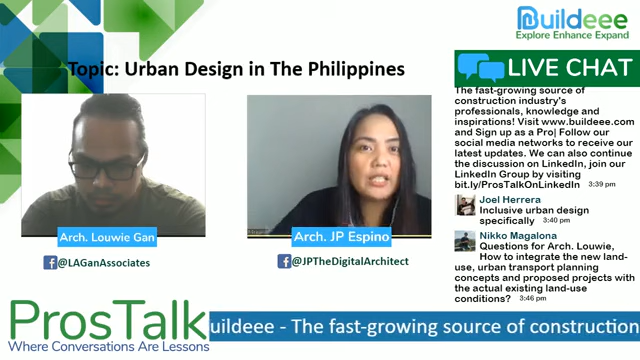 Buildeee
Explore Enhance Expand
Topic: Urban Design in The Philippines
LIVE CHAT
The fast-growing source of
construction industry's
professionals, knowledge and
inspirations! Visit www.buildeee.com
and Sign up as a Pro| Follow our
social media networks to receive our
latest updates. We can also continue
the discussion on LinkedIn, join our
LinkedIn Group by visiting
bit.ly/ProsTalkOnLinkedIn 3:39 pm
Joel Herrera
Inclusive urban design
specifically 3:40 pm
Nikko Magalona
Questions for Arch. Louwie,
How to integrate the new land-
use, urban transport planning
concepts and proposed projects with
the actual existing land-use
conditions? 3:46 pm
Arch. Louwie Gan
@LAGanAssociates
Arch. JP Espino
@JPTheDigitalArchitect
ProsTalk
Where Conversations Are Lessons
uildeee - The fast-growing source of construction